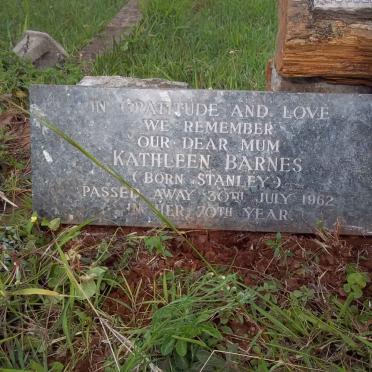 IN GRATITUDE AND LOVE
WE REMEMBER
OUR DEAR MUM
KATHLEEN BARNES
(BORN STANLEY)
PASSED AWAY 30TH JULY 1962
IN HER 70TH YEAR